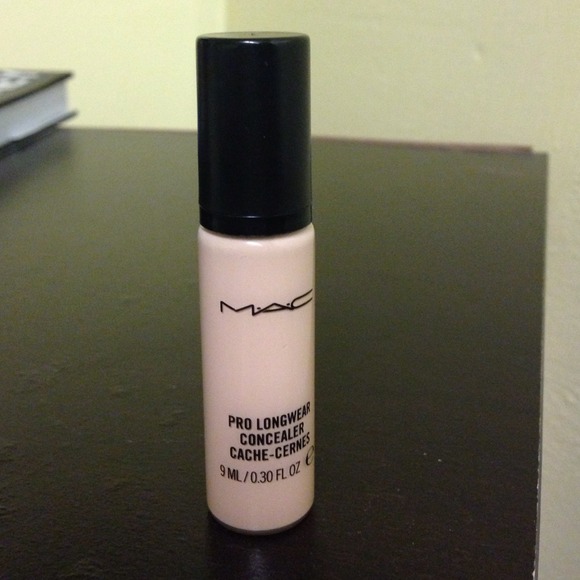 M·A·C
PRO LONGWEAR
CONCEALER
CACHE-CERNES
9 ML / 0.30 FL OZ e